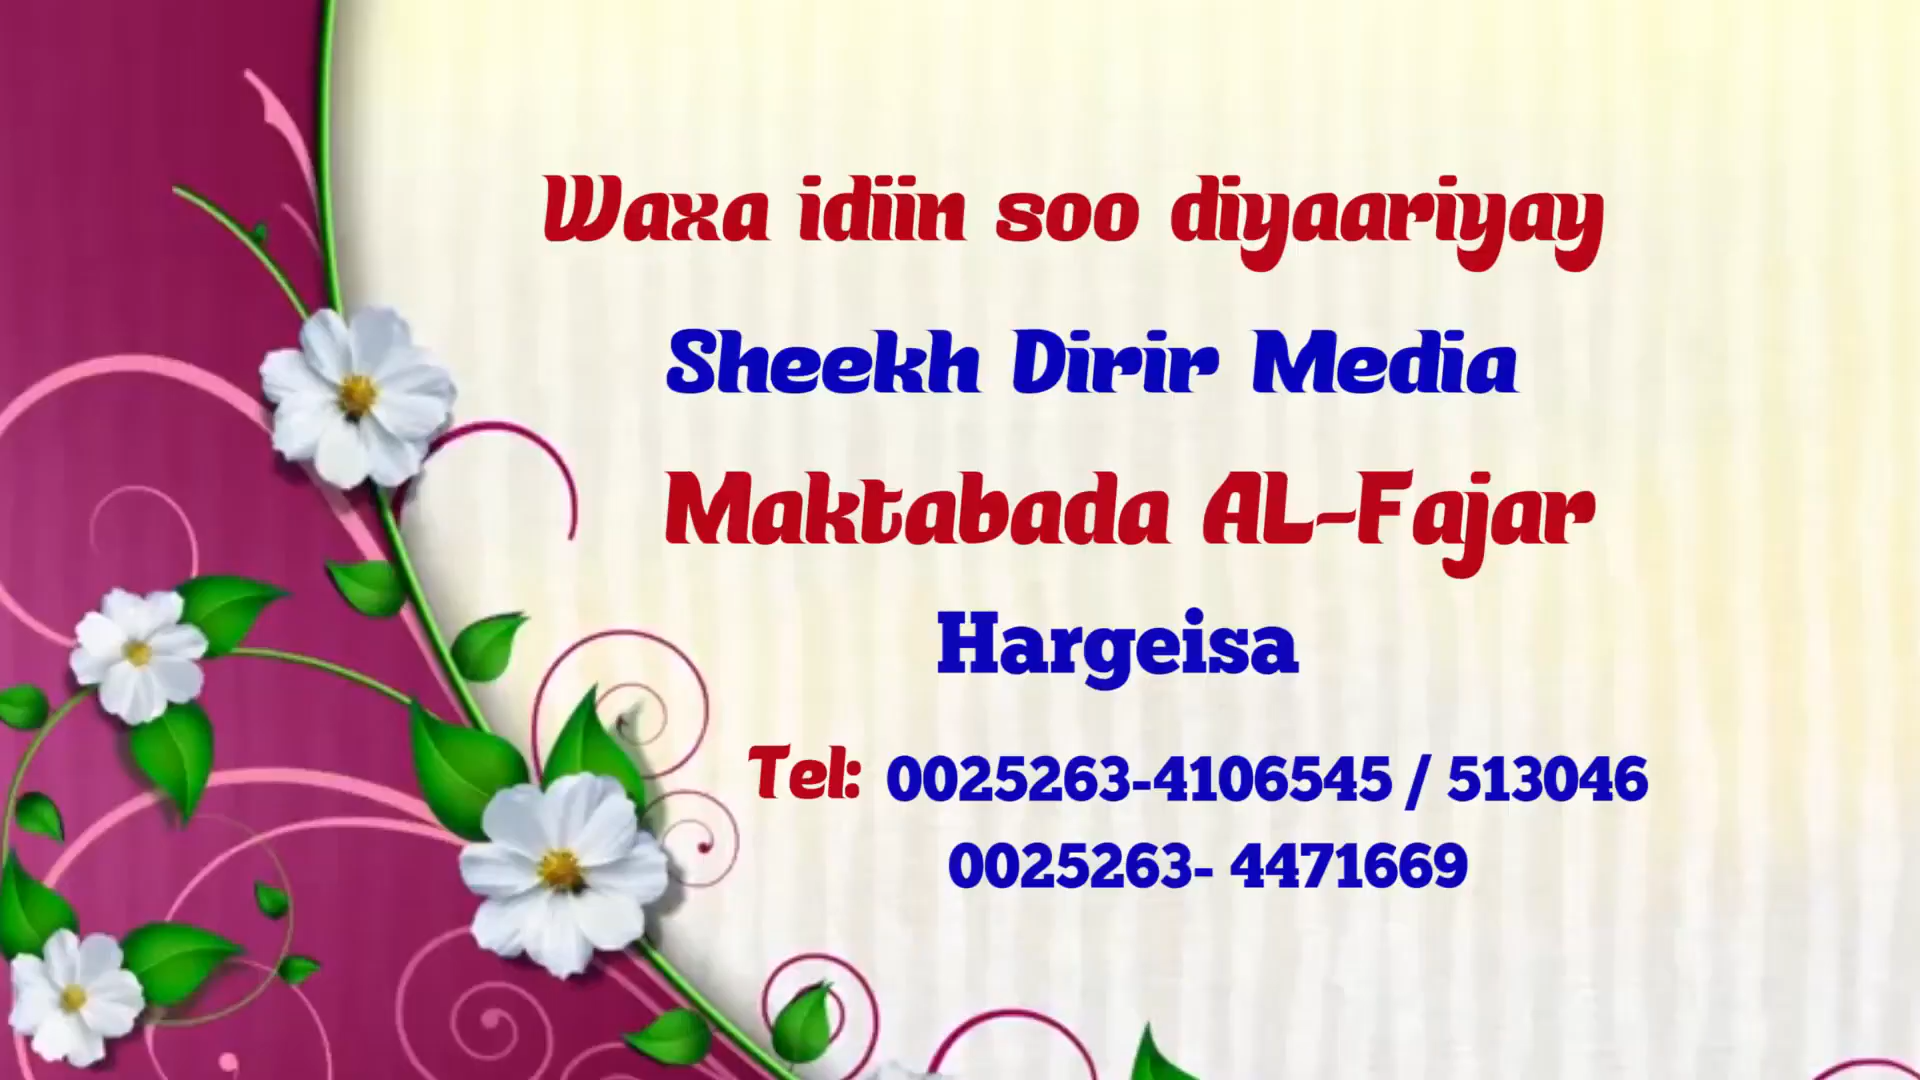 Waxa idiin soo diyaariyay
Sheekh Dirir Media
Maktabada AL-Fajar
Hargeisa
Tel: 0025263-4106545 / 513046
0025263- 4471669